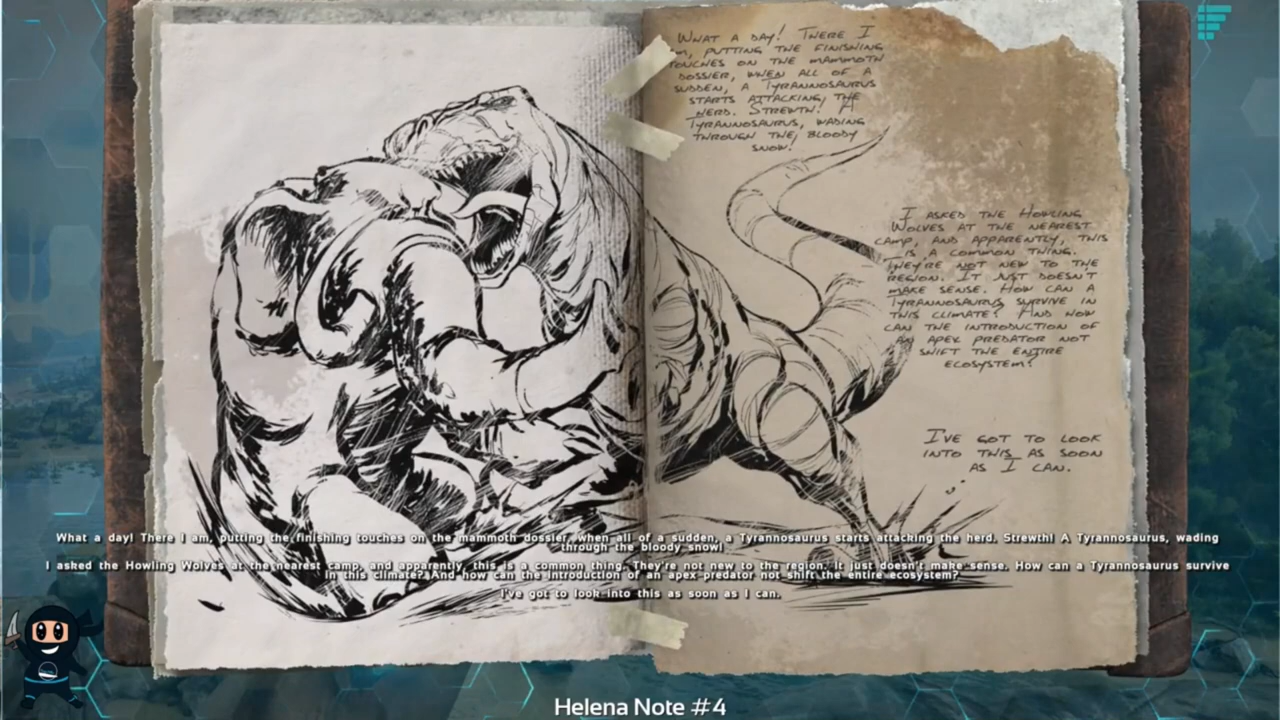 WHAT A DAY! THERE I
M, PUTTING THE FINISHING
TOUCHES ON THE MAMMOTH
DOSSIER, WHEN ALL OF A
SUDDEN, A TYRANNOSAURUS
STARTS ATTACKING THE
HERD. STREWTH! A
TYRANNOSAURUS, WADING
THROUGH THE BLOODY
SNOW!
I ASKED THE HOWLING
WOLVES AT THE NEAREST
CAMP, AND APPARENTLY, THIS
IS A COMMON THING.
THEY'RE NOT NEW TO THE
REGION. IT JUST DOESN'T
MAKE SENSE. HOW CAN A
TYRANNOSAURUS SURVIVE IN
THIS CLIMATE? AND HOW
CAN THE INTRODUCTION OF
AN APEX PREDATOR NOT
SHIFT THE ENTIRE
ECOSYSTEM?
I'VE GOT TO LOOK
INTO THIS AS SOON
AS I CAN.
What a day! There I am, putting the finishing touches on the mammoth dossier, when all of a sudden, a Tyrannosaurus starts attacking the herd. Strewth! A Tyrannosaurus, wading
through the bloody snow!
I asked the Howling Wolves at the nearest camp, and apparently, this is a common thing. They're not new to the region. It just doesn't make sense. How can a Tyrannosaurus survive
in this climate? And how can the introduction of an apex predator not shift the entire ecosystem?
I've got to look into this as soon as I can.
Helena Note #4